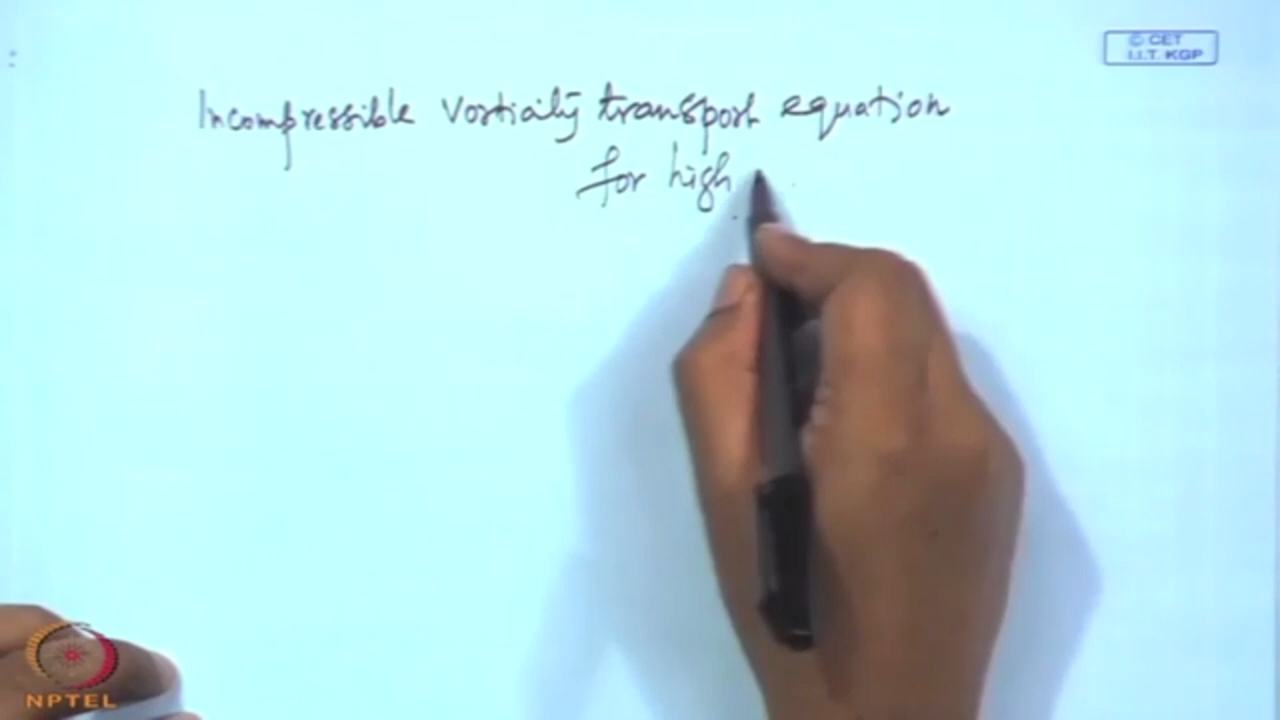 © CET
I.I.T. KGP
Incompressible Vorticity transport equation
for high
NPTEL